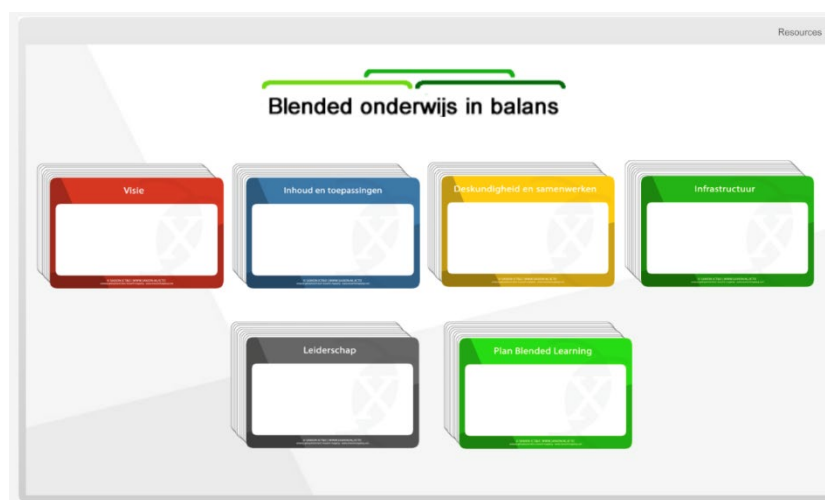 Resources
Blended onderwijs in balans
Visie
Inhoud en toepassingen
Deskundigheid en samenwerken
Infrastructuur
Leiderschap
Plan Blended Learning